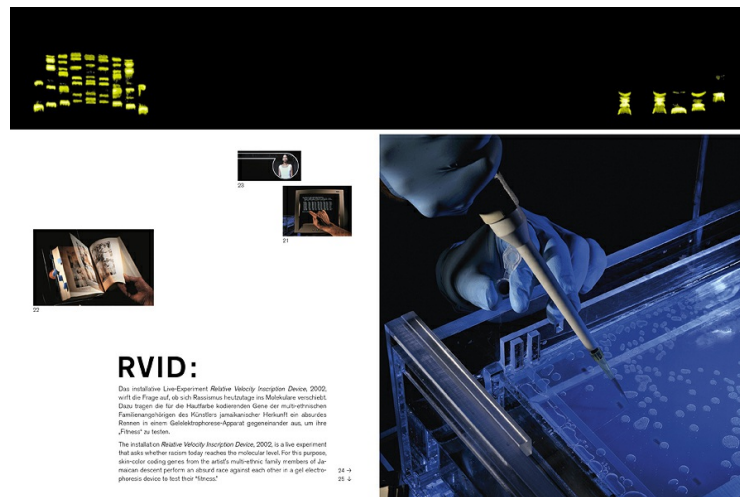 23
21
22
RVID:
Das installative Live-Experiment Relative Velocity Inscription Device, 2002,
wirft die Frage auf, ob sich Rassismus heutzutage ins Molekulare verschiebt.
Dazu tragen die für die Hautfarbe kodierenden Gene der multi-ethnischen
Familienangehörigen des Künstlers jamaikanischer Herkunft ein absurdes
Rennen in einem Gelelektrophorese-Apparat gegeneinander aus, um ihre
„Fitness“ zu testen.
The installation Relative Velocity Inscription Device, 2002, is a live experiment
that asks whether racism today reaches the molecular level. For this purpose,
skin-color coding genes from the artist's multi-ethnic family members of Ja-
maican descent perform an absurd race against each other in a gel electro-
phoresis device to test their "fitness."
24 →
25 ↓